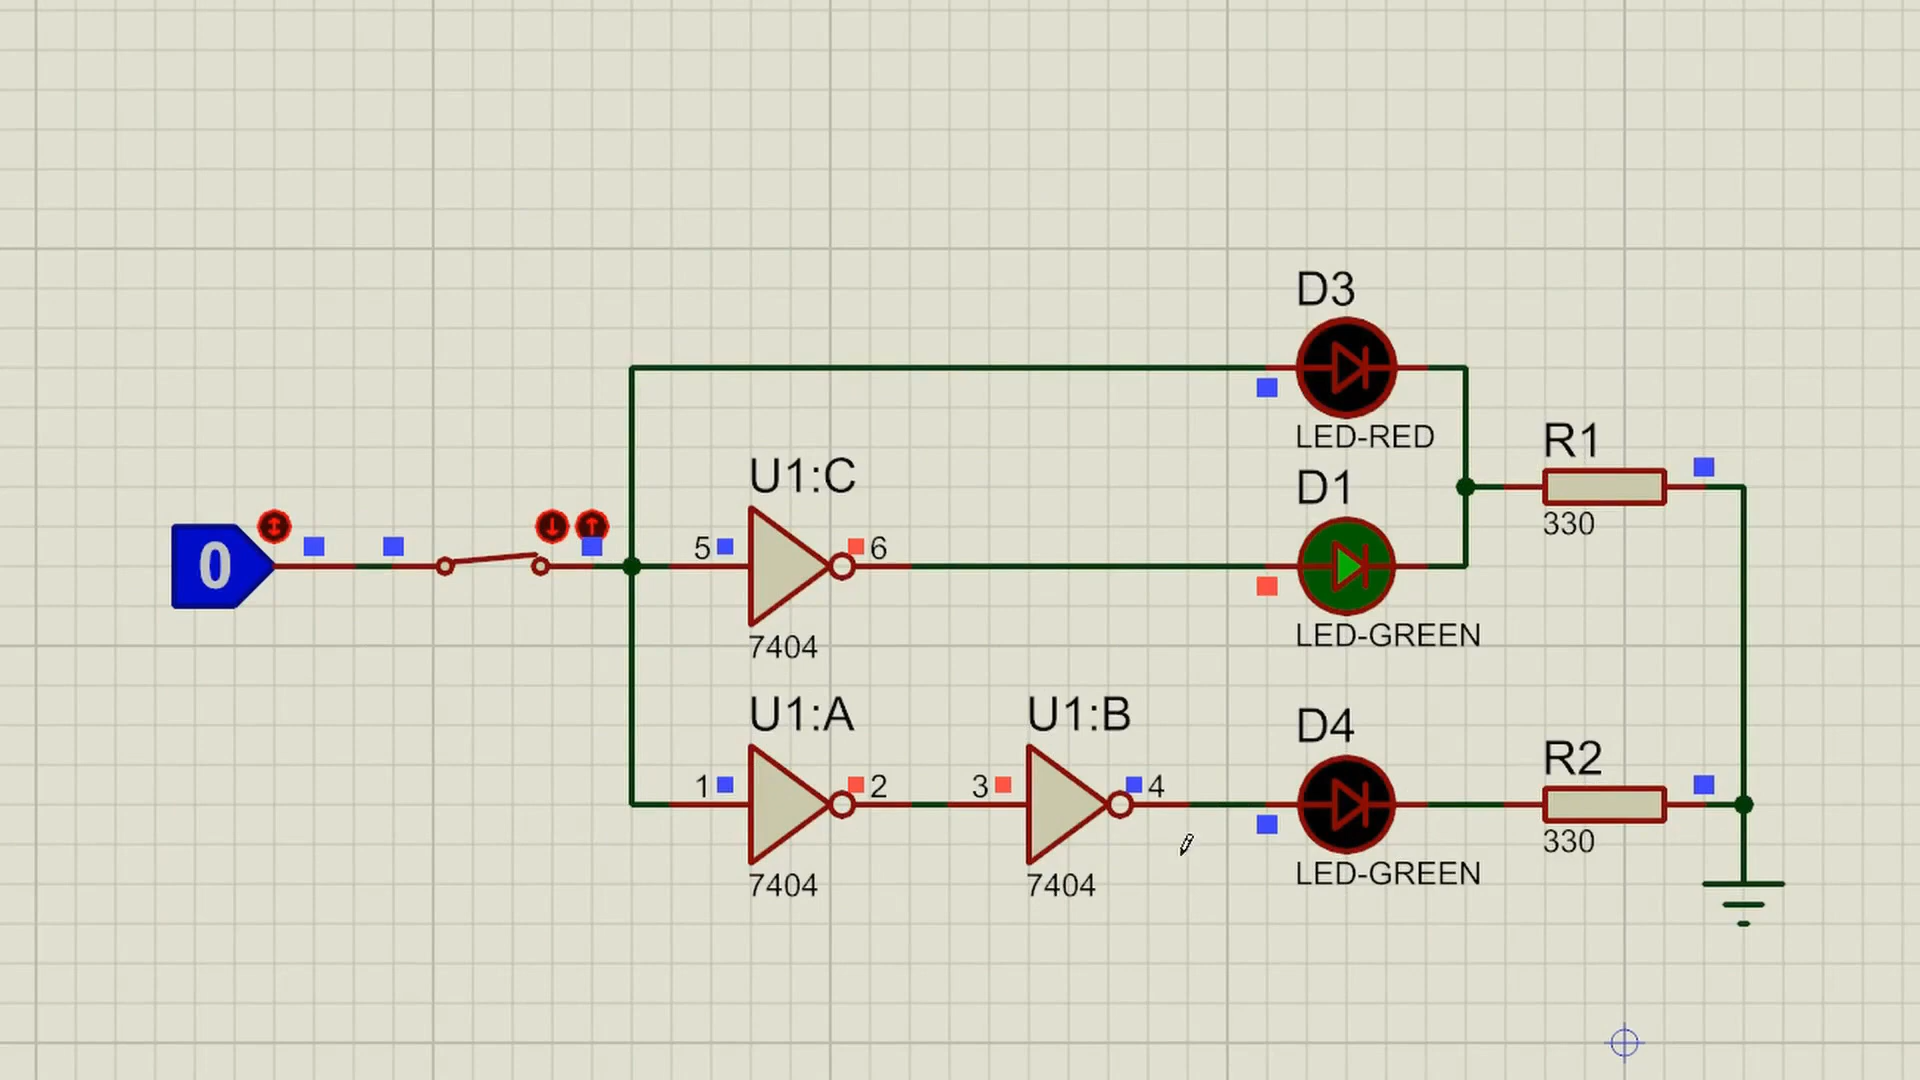 D3
LED-RED
R1
330
U1:C
D1
0
5
6
7404
LED-GREEN
U1:A
U1:B
D4
R2
1
2
3
4
330
7404
7404
LED-GREEN